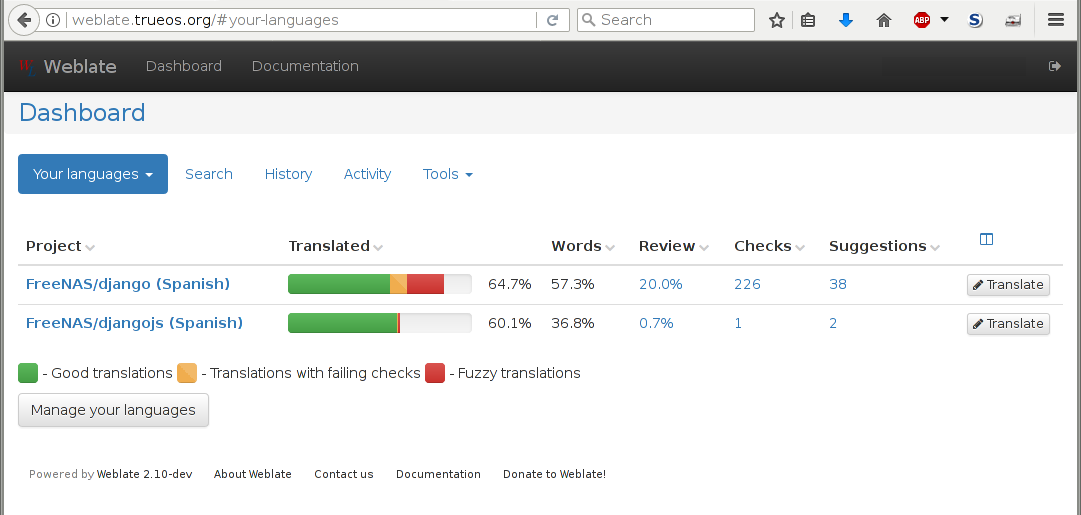 weblate.trueos.org/#your-languages Search ABP S
Weblate Dashboard Documentation
Dashboard
Your languages Search History Activity Tools
Project Translated Words Review Checks Suggestions
FreeNAS/django (Spanish) 64.7% 57.3% 20.0% 226 38 Translate
FreeNAS/djangojs (Spanish) 60.1% 36.8% 0.7% 1 2 Translate
- Good translations - Translations with failing checks - Fuzzy translations
Manage your languages
Powered by Weblate 2.10-dev About Weblate Contact us Documentation Donate to Weblate!